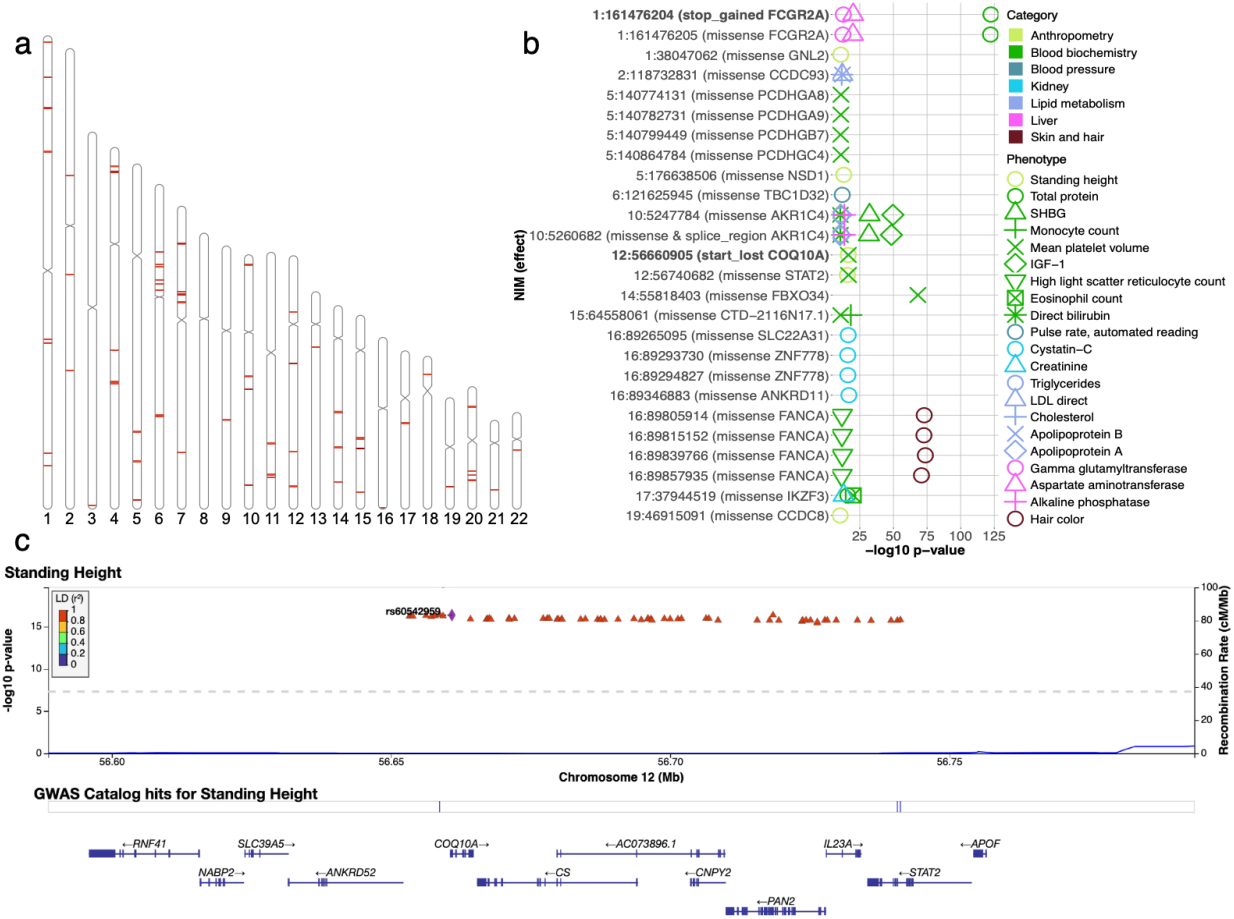 a
1 2 3 4 5 6 7 8 9 10 11 12 13 14 15 16 17 18 19 20 21 22
b
NIM (effect)
1:161476204 (stop_gained FCGR2A)
1:161476205 (missense FCGR2A)
1:38047062 (missense GNL2)
2:118732831 (missense CCDC93)
5:140774131 (missense PCDHGA8)
5:140782731 (missense PCDHGA9)
5:140799449 (missense PCDHGB7)
5:140864784 (missense PCDHGC4)
5:176638506 (missense NSD1)
6:121625945 (missense TBC1D32)
10:5247784 (missense AKR1C4)
10:5260682 (missense & splice_region AKR1C4)
12:56660905 (start_lost COQ10A)
12:56740682 (missense STAT2)
14:55818403 (missense FBXO34)
15:64558061 (missense CTD-2116N17.1)
16:89265095 (missense SLC22A31)
16:89293730 (missense ZNF778)
16:89294827 (missense ZNF778)
16:89346883 (missense ANKRD11)
16:89805914 (missense FANCA)
16:89815152 (missense FANCA)
16:89839766 (missense FANCA)
16:89857935 (missense FANCA)
17:37944519 (missense IKZF3)
19:46915091 (missense CCDC8)
25 50 75 100 125
-log10 p-value
Category
Anthropometry
Blood biochemistry
Blood pressure
Kidney
Lipid metabolism
Liver
Skin and hair
Phenotype
Standing height
Total protein
SHBG
Monocyte count
Mean platelet volume
IGF-1
High light scatter reticulocyte count
Eosinophil count
Direct bilirubin
Pulse rate, automated reading
Cystatin-C
Creatinine
Triglycerides
LDL direct
Cholesterol
Apolipoprotein B
Apolipoprotein A
Gamma glutamyltransferase
Aspartate aminotransferase
Alkaline phosphatase
Hair color
c
Standing Height
LD (r²)
1
0.8
0.6
0.4
0.2
0
rs60542959
-log10 p-value
15
10
5
0
Recombination Rate (cM/Mb)
100
80
60
40
20
0
56.60 56.65 56.70 56.75
Chromosome 12 (Mb)
GWAS Catalog hits for Standing Height
←RNF41 SLC39A5→ COQ10A→ ←AC073896.1 IL23A→ ←APOF
NABP2→ ←ANKRD52 ←CS ←CNPY2 ←STAT2
←PAN2